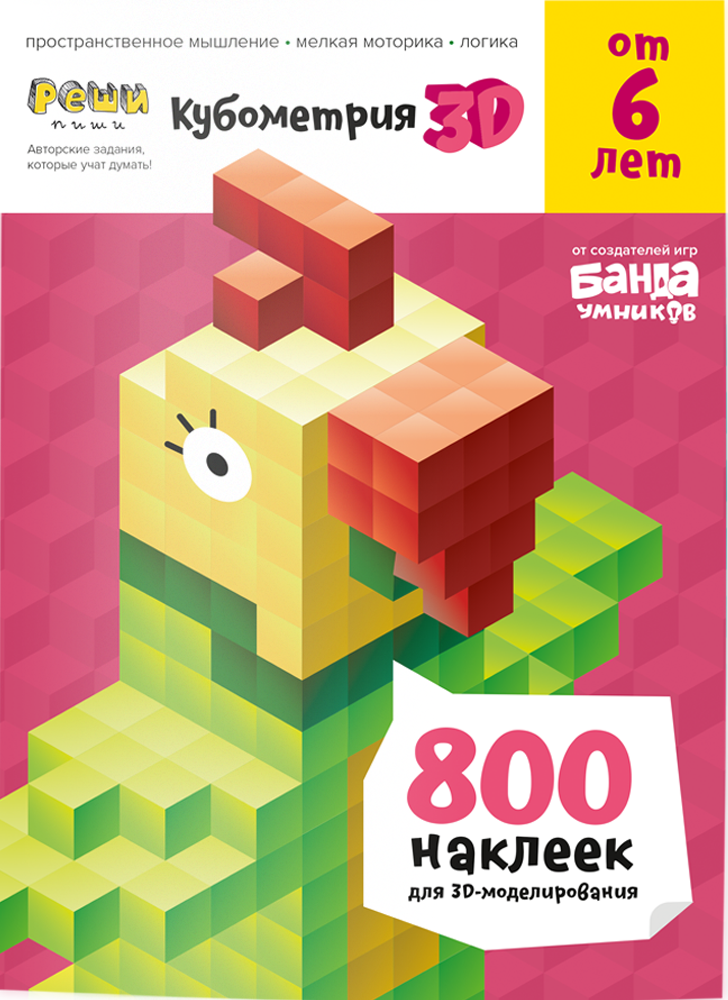 пространственное мышление • мелкая моторика • логика
Реши
пиши
Авторские задания,
которые учат думать!
Кубометрия 3D
от
6
лет
от создателей игр
БАНДА
УМНИКОВ
800
наклеек
для 3D-моделирования